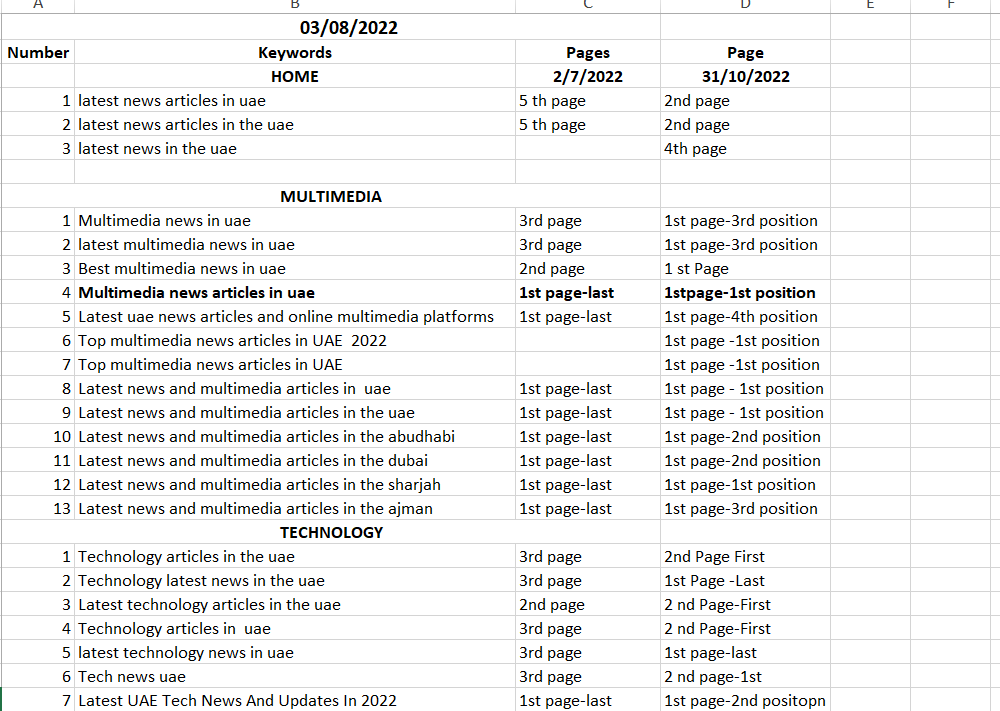 A B C D E F
03/08/2022
Number Keywords Pages Page
HOME 2/7/2022 31/10/2022
1 latest news articles in uae 5 th page 2nd page
2 latest news articles in the uae 5 th page 2nd page
3 latest news in the uae 4th page
MULTIMEDIA
1 Multimedia news in uae 3rd page 1st page-3rd position
2 latest multimedia news in uae 3rd page 1st page-3rd position
3 Best multimedia news in uae 2nd page 1 st Page
4 Multimedia news articles in uae 1st page-last 1stpage-1st position
5 Latest uae news articles and online multimedia platforms 1st page-last 1st page-4th position
6 Top multimedia news articles in UAE  2022 1st page -1st position
7 Top multimedia news articles in UAE 1st page -1st position
8 Latest news and multimedia articles in  uae 1st page-last 1st page - 1st position
9 Latest news and multimedia articles in the uae 1st page-last 1st page - 1st position
10 Latest news and multimedia articles in the abudhabi 1st page-last 1st page-2nd position
11 Latest news and multimedia articles in the dubai 1st page-last 1st page-2nd position
12 Latest news and multimedia articles in the sharjah 1st page-last 1st page-1st position
13 Latest news and multimedia articles in the ajman 1st page-last 1st page-3rd position
TECHNOLOGY
1 Technology articles in the uae 3rd page 2nd Page First
2 Technology latest news in the uae 3rd page 1st Page -Last
3 Latest technology articles in the uae 2nd page 2 nd Page-First
4 Technology articles in  uae 3rd page 2 nd Page-First
5 latest technology news in uae 3rd page 1st page-last
6 Tech news uae 3rd page 2 nd page-1st
7 Latest UAE Tech News And Updates In 2022 1st page-last 1st page-2nd positopn